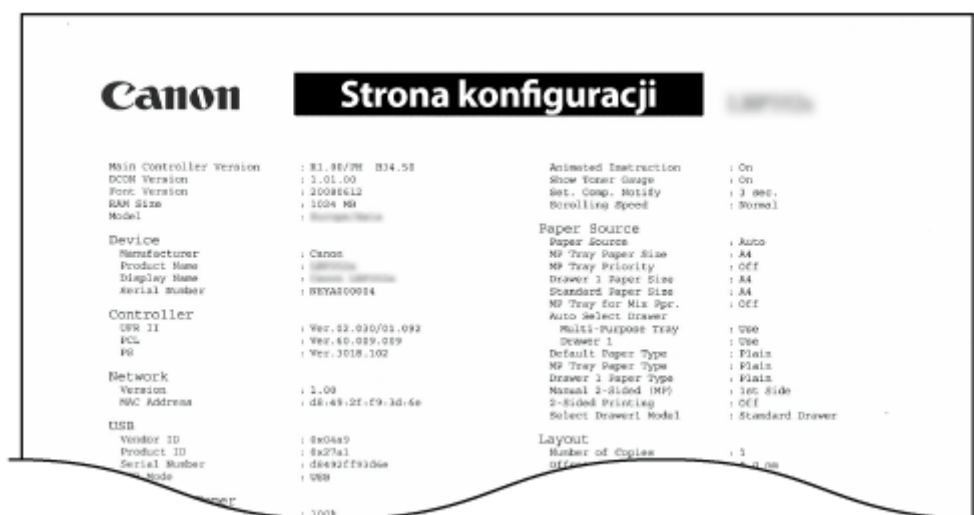 Canon
Strona konfiguracji
Main Controller Version : R1.00/PH B34.50
DCON Version : 1.01.00
Font Version : 20080612
RAM Size : 1024 MB
Model :
Device
Manufacturer : Canon
Product Name :
Display Name :
Serial Number : NEYA000004
Controller
UFR II : Ver.02.030/01.092
PCL : Ver.60.009.009
PS : Ver.3018.102
Network
Version : 1.00
MAC Address : d8:49:2f:f9:3d:6e
USB
Vendor ID : 0x04a9
Product ID : 0x27a1
Serial Number : d8492ff93d6e
Mode : USB
: 100%
Animated Instruction : On
Show Toner Gauge : On
Set. Comp. Notify : 3 sec.
Scrolling Speed : Normal
Paper Source
Paper Source : Auto
MP Tray Paper Size : A4
MP Tray Priority : Off
Drawer 1 Paper Size : A4
Standard Paper Size : A4
MP Tray for Mix Ppr. : Off
Auto Select Drawer
Multi-Purpose Tray : Use
Drawer 1 : Use
Default Paper Type : Plain
MP Tray Paper Type : Plain
Drawer 1 Paper Type : Plain
Manual 2-Sided (MP) : 1st Side
2-Sided Printing : Off
Select Drawer1 Model : Standard Drawer
Layout
Number of Copies : 1